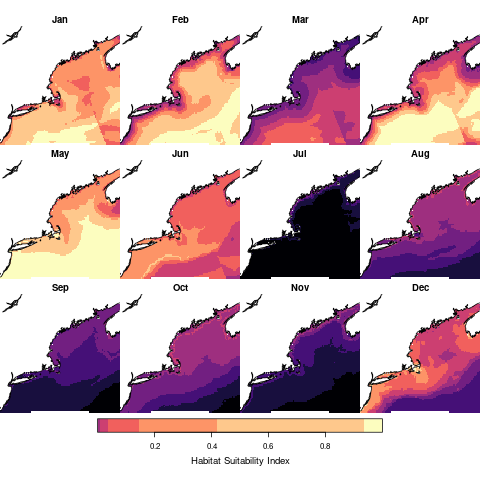 Jan Feb Mar Apr
May Jun Jul Aug
Sep Oct Nov Dec
0.2 0.4 0.6 0.8
Habitat Suitability Index